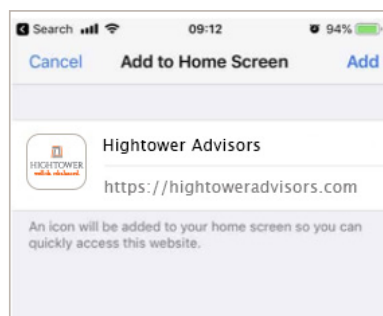 Search 09:12 94%
Cancel Add to Home Screen Add
HIGHTOWER
Hightower Advisors
https://hightoweradvisors.com
An icon will be added to your home screen so you can
quickly access this website.